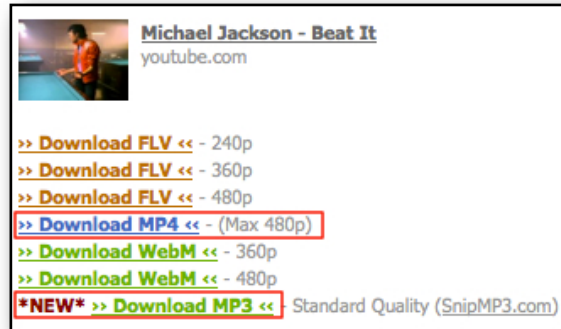 Michael Jackson - Beat It
youtube.com
>> Download FLV << - 240p
>> Download FLV << - 360p
>> Download FLV << - 480p
>> Download MP4 << - (Max 480p)
>> Download WebM << - 360p
>> Download WebM << - 480p
*NEW* >> Download MP3 << - Standard Quality (SnipMP3.com)